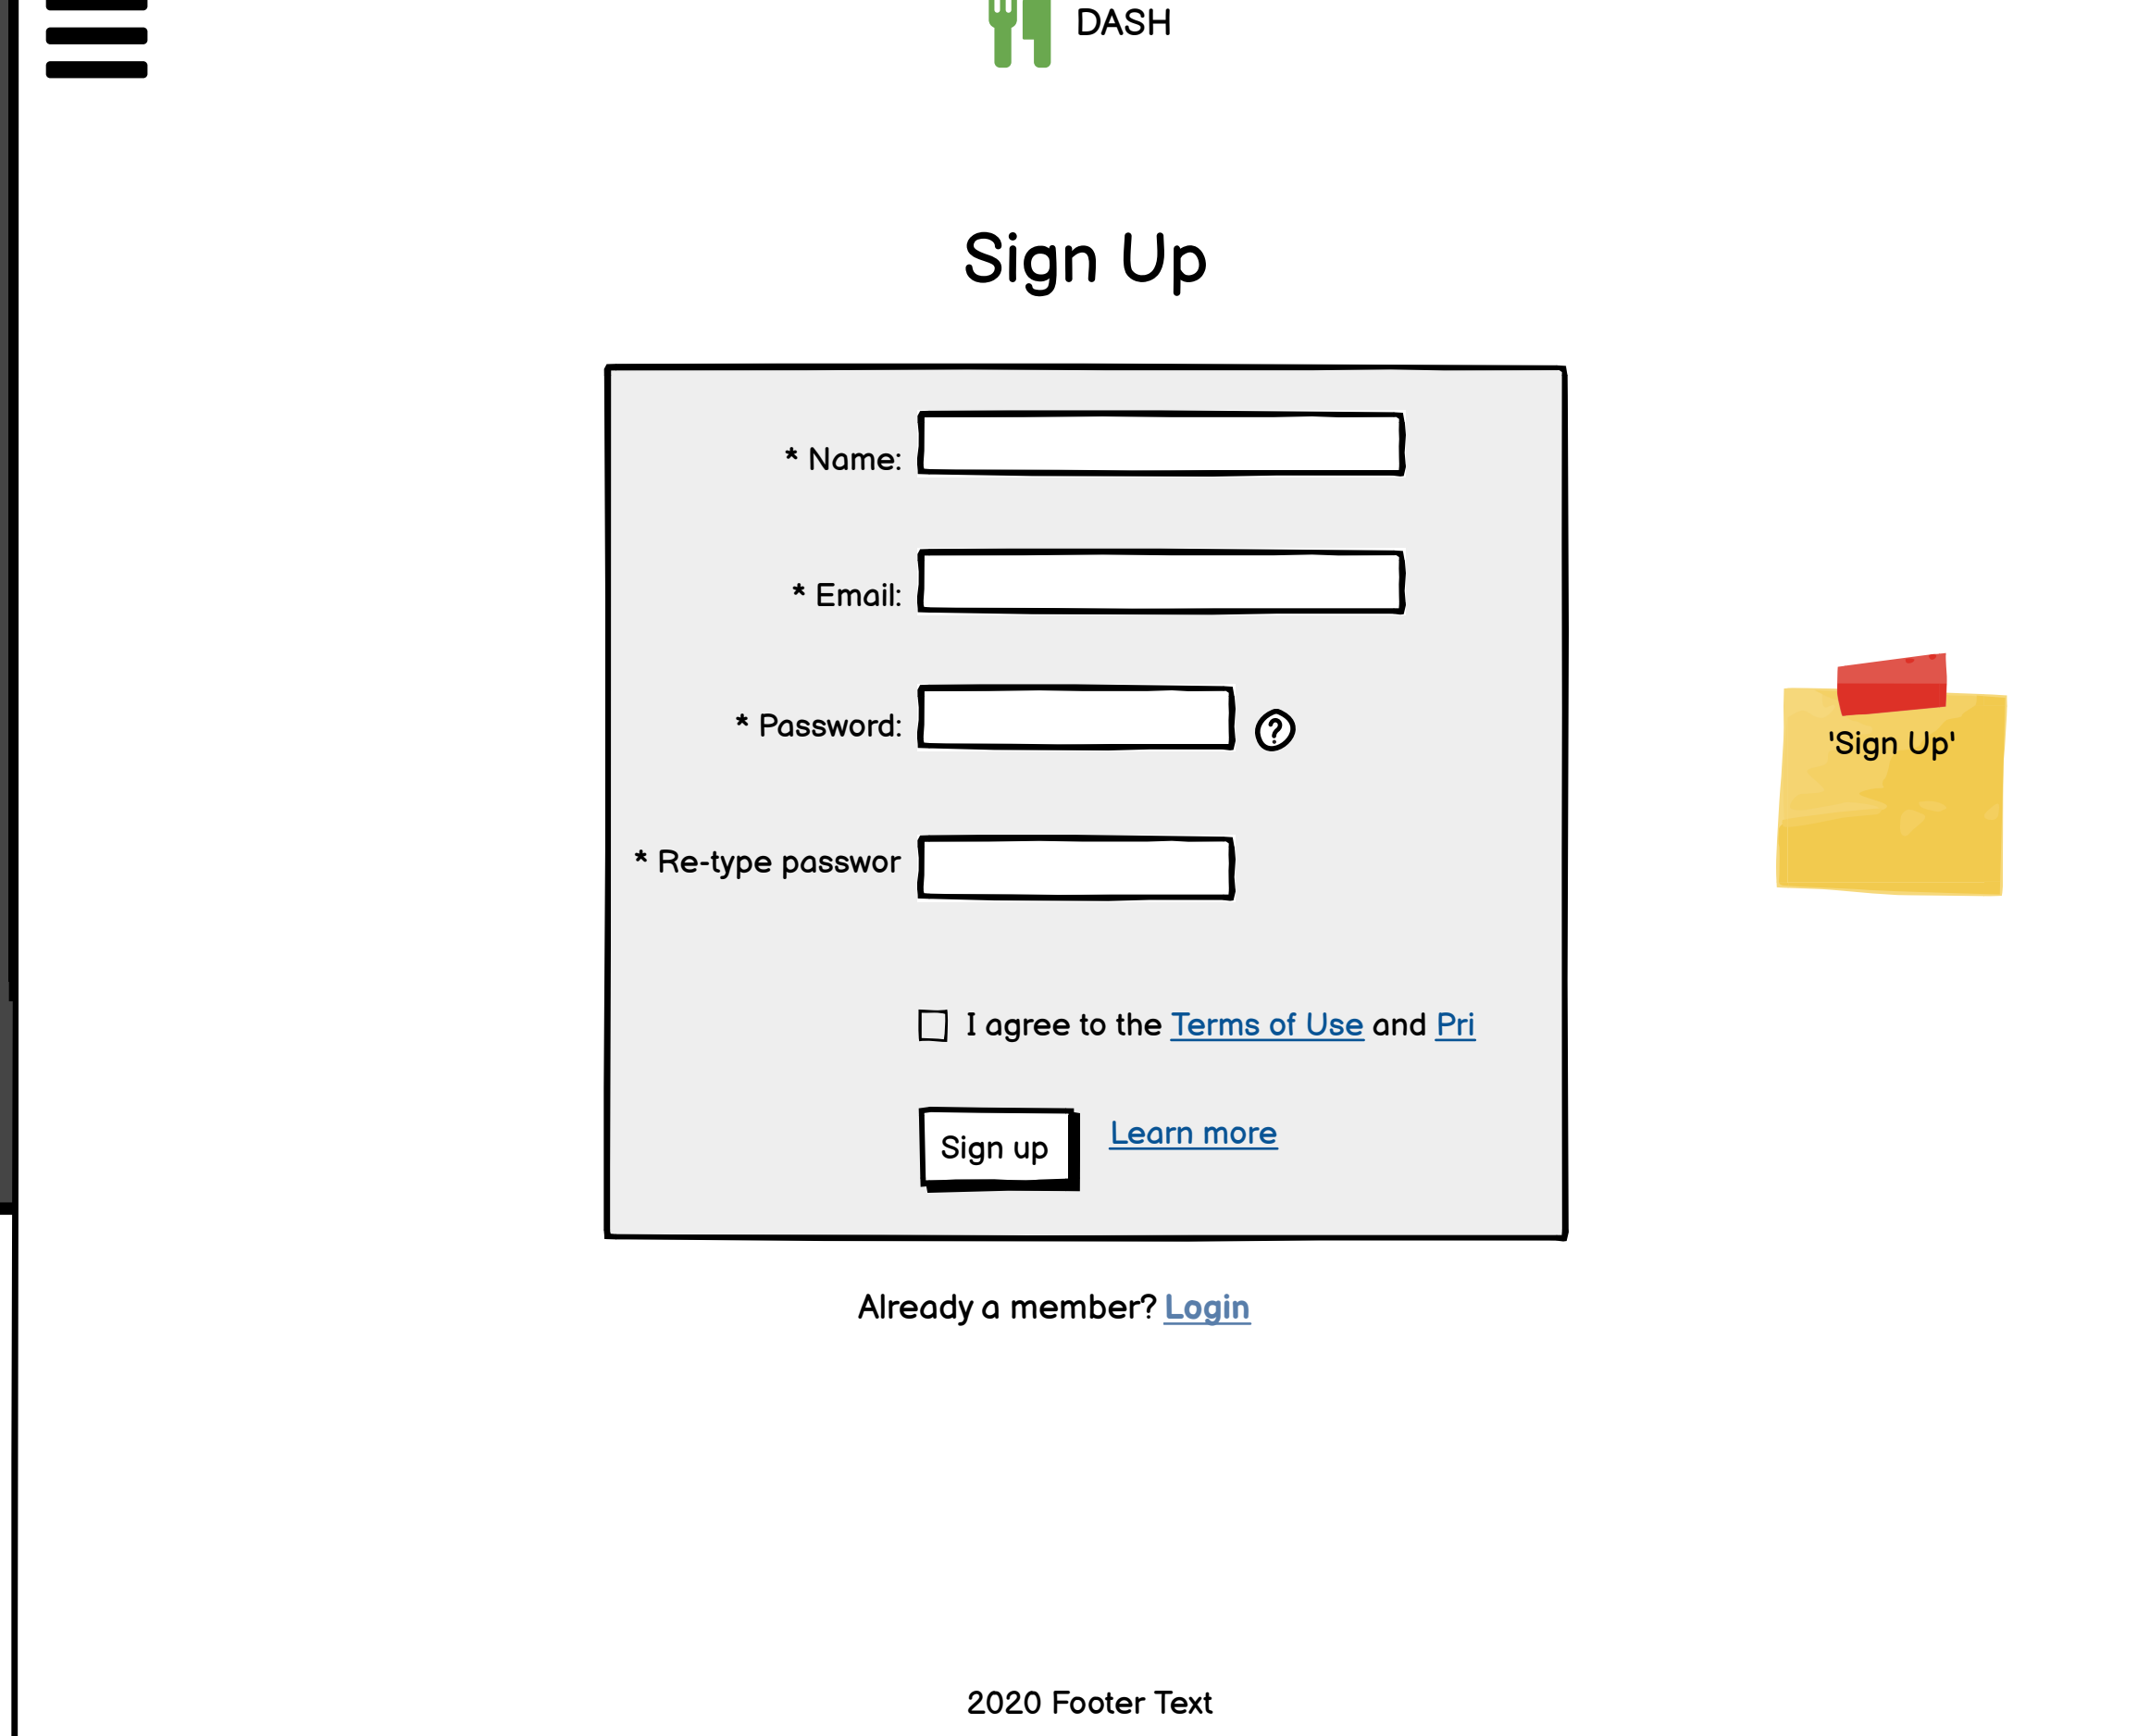 DASH
Sign Up
* Name:
* Email:
* Password:
?
'Sign Up'
* Re-type passwor
I agree to the Terms of Use and Pri
Sign up
Learn more
Already a member? Login
2020 Footer Text